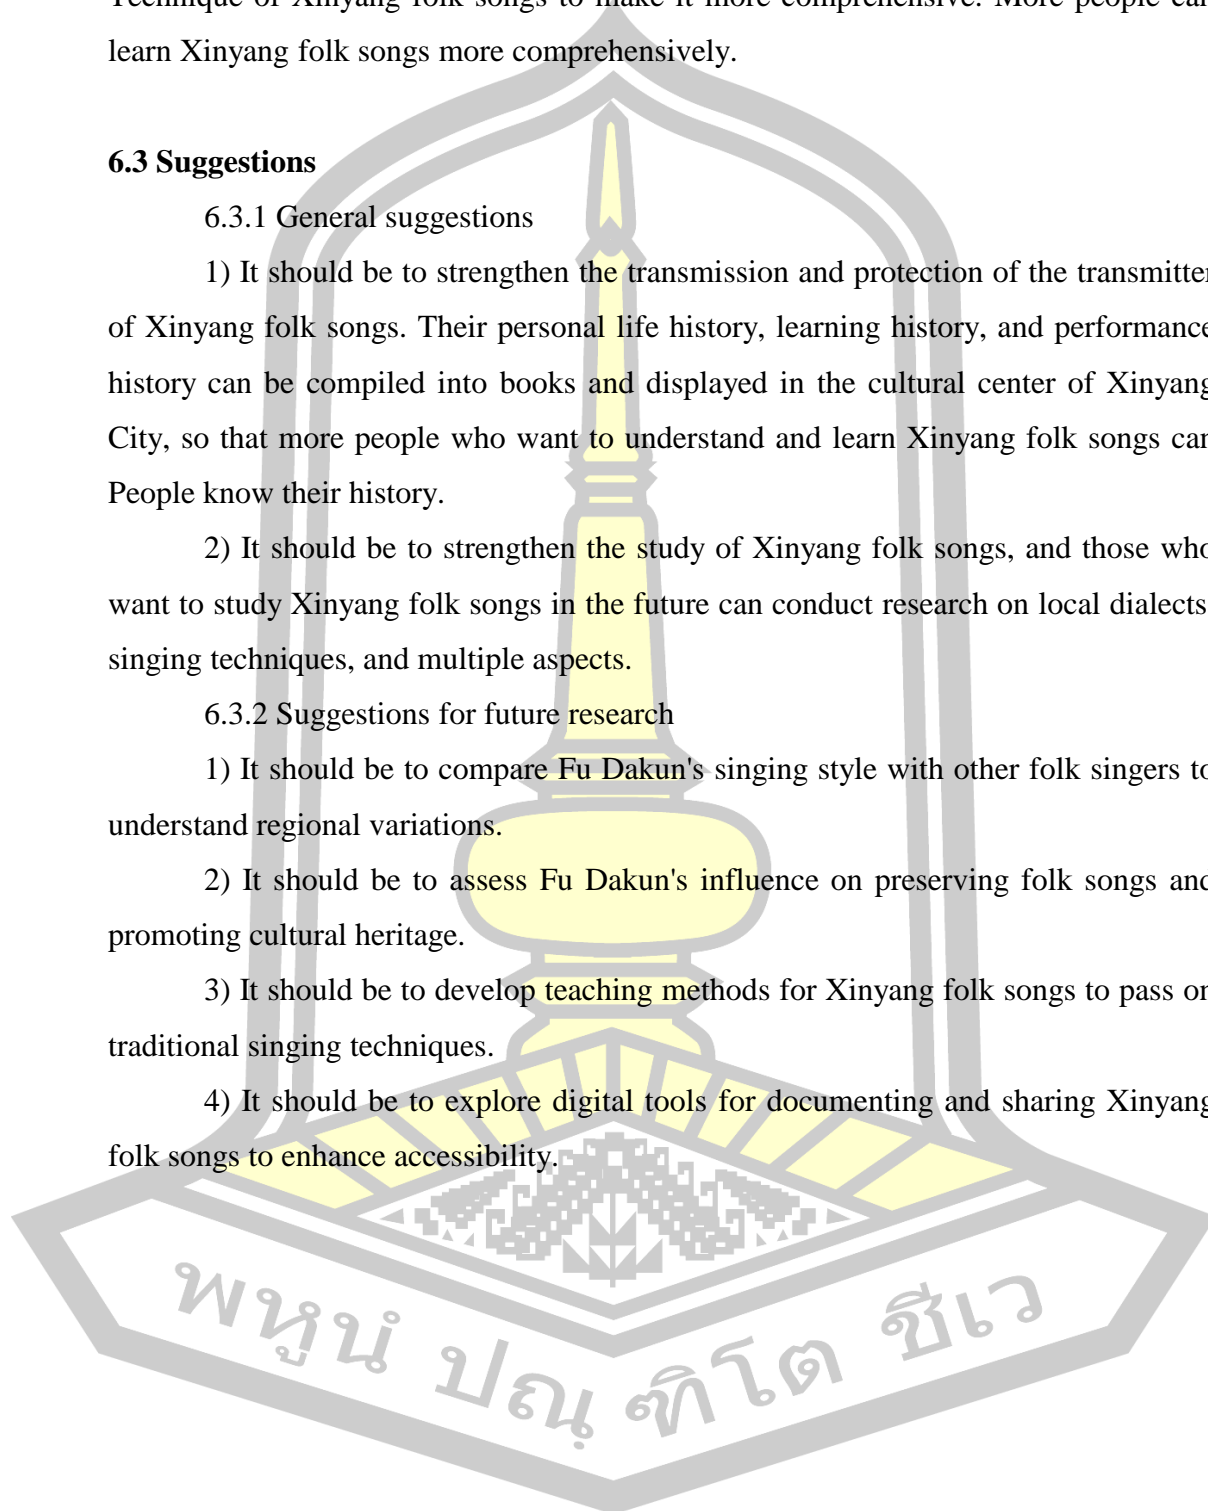 Technique of Xinyang folk songs to make it more comprehensive. More people can
learn Xinyang folk songs more comprehensively.
6.3 Suggestions
6.3.1 General suggestions
1) It should be to strengthen the transmission and protection of the transmitter
of Xinyang folk songs. Their personal life history, learning history, and performance
history can be compiled into books and displayed in the cultural center of Xinyang
City, so that more people who want to understand and learn Xinyang folk songs can
People know their history.
2) It should be to strengthen the study of Xinyang folk songs, and those who
want to study Xinyang folk songs in the future can conduct research on local dialects
singing techniques, and multiple aspects.
6.3.2 Suggestions for future research
1) It should be to compare Fu Dakun's singing style with other folk singers to
understand regional variations.
2) It should be to assess Fu Dakun's influence on preserving folk songs and
promoting cultural heritage.
3) It should be to develop teaching methods for Xinyang folk songs to pass on
traditional singing techniques.
4) It should be to explore digital tools for documenting and sharing Xinyang
folk songs to enhance accessibility.
พหูนํ ปณฺฑิโต ชีเว